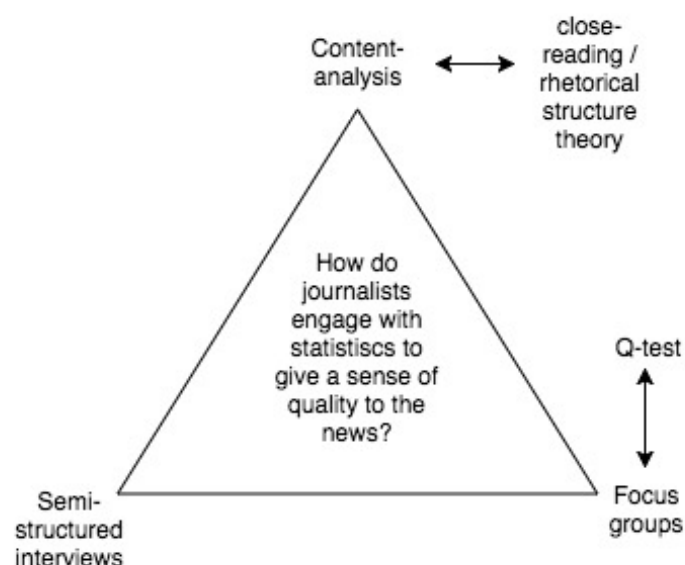 Content-
analysis
close-
reading /
rhetorical
structure
theory
How do
journalists
engage with
statistiscs to
give a sense of
quality to the
news?
Q-test
Semi-
structured
interviews
Focus
groups